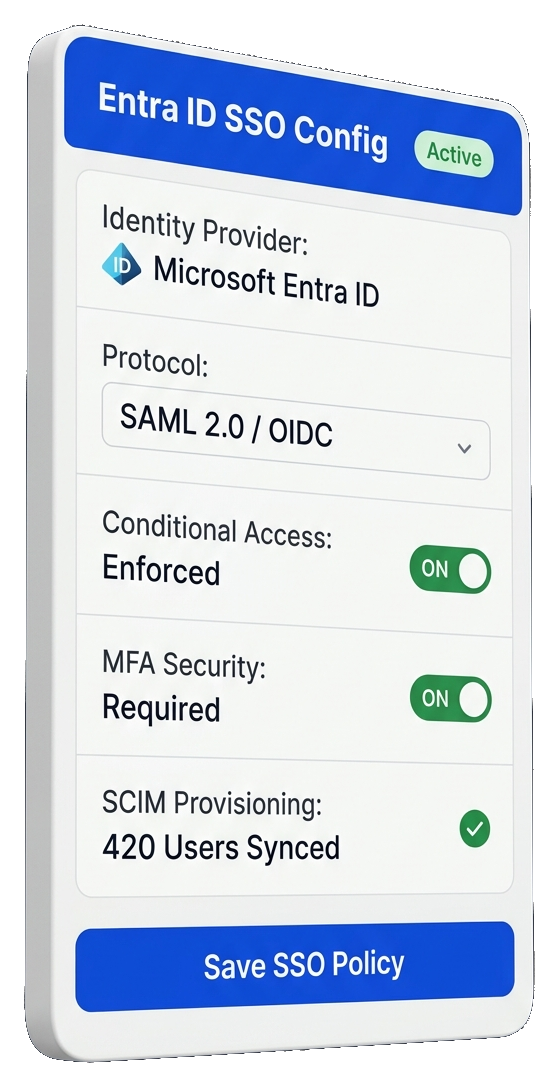 Entra ID SSO Config
Active
Identity Provider:
ID
Microsoft Entra ID
Protocol:
SAML 2.0 / OIDC
Conditional Access:
Enforced
ON
MFA Security:
Required
ON
SCIM Provisioning:
420 Users Synced
Save SSO Policy